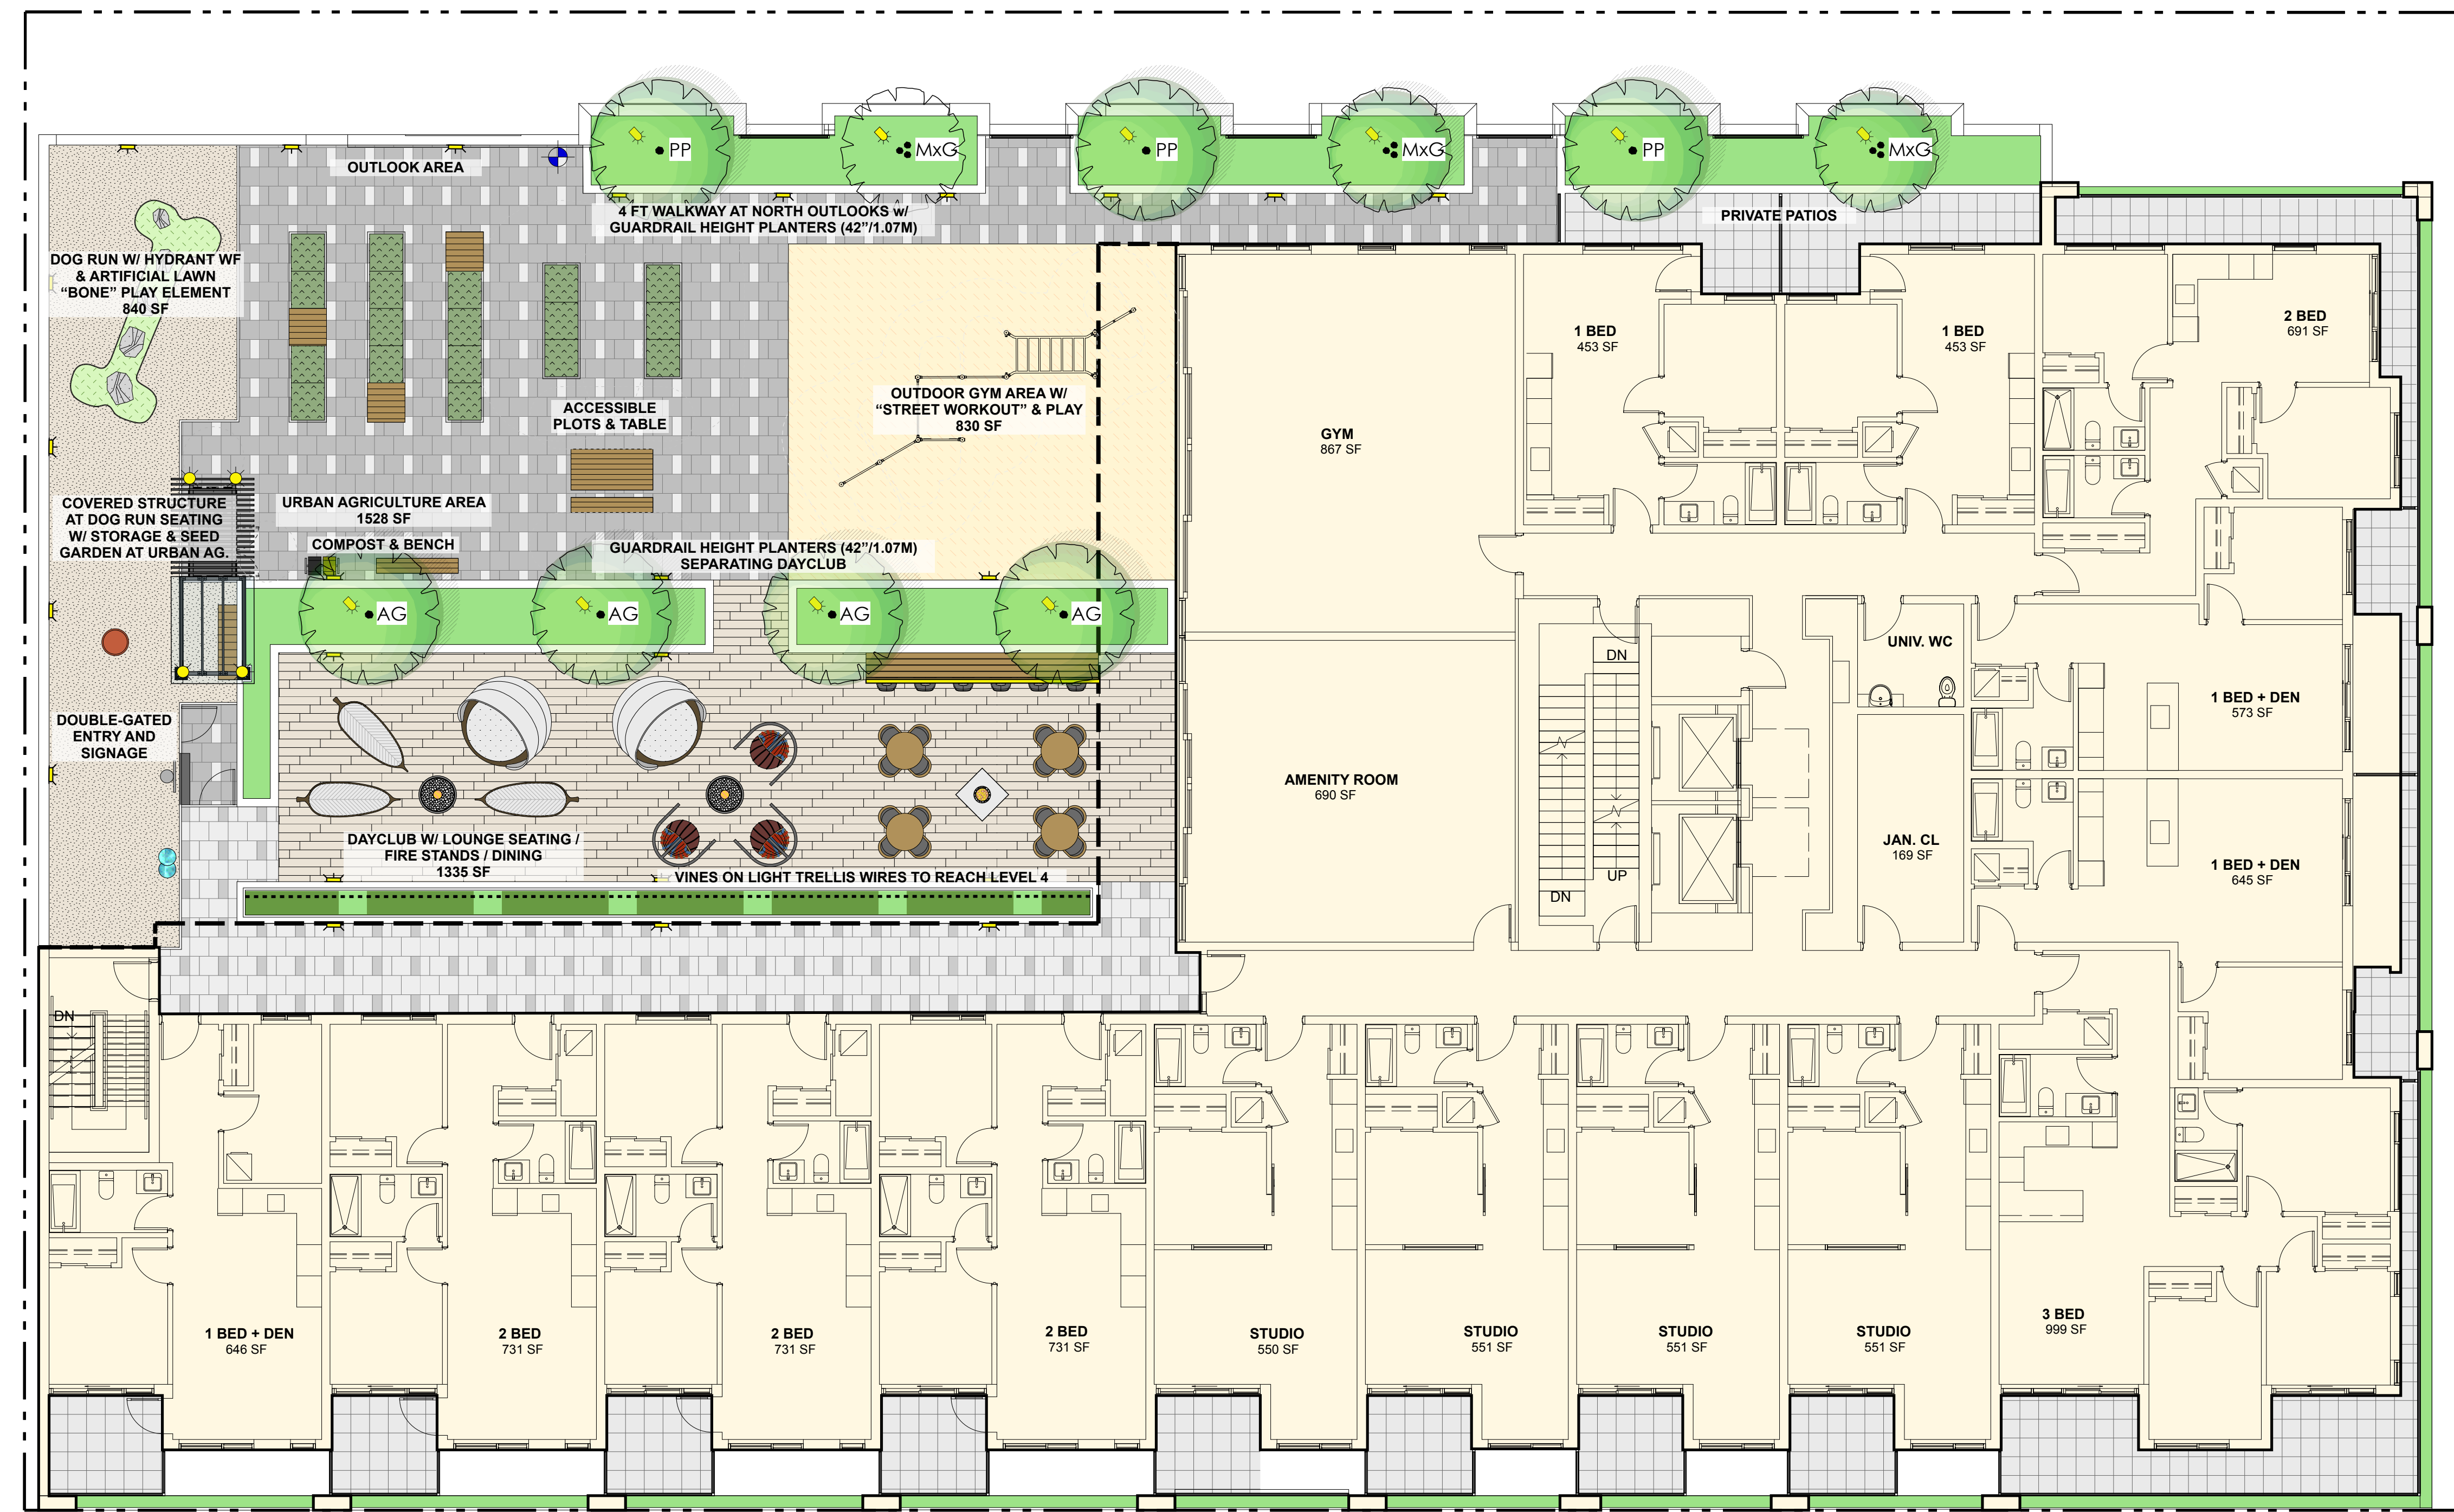 PP
MxG
PP
MxG
PP
MxG
OUTLOOK AREA
4 FT WALKWAY AT NORTH OUTLOOKS w/
GUARDRAIL HEIGHT PLANTERS (42”/1.07M)
PRIVATE PATIOS
DOG RUN W/ HYDRANT WF
& ARTIFICIAL LAWN
“BONE” PLAY ELEMENT
840 SF
1 BED
453 SF
1 BED
453 SF
2 BED
691 SF
OUTDOOR GYM AREA W/
“STREET WORKOUT” & PLAY
830 SF
ACCESSIBLE
PLOTS & TABLE
GYM
867 SF
COVERED STRUCTURE
AT DOG RUN SEATING
W/ STORAGE & SEED
GARDEN AT URBAN AG.
URBAN AGRICULTURE AREA
1528 SF
COMPOST & BENCH
GUARDRAIL HEIGHT PLANTERS (42”/1.07M)
SEPARATING DAYCLUB
AG
AG
AG
AG
DN
UNIV. WC
1 BED + DEN
573 SF
DOUBLE-GATED
ENTRY AND
SIGNAGE
AMENITY ROOM
690 SF
DAYCLUB W/ LOUNGE SEATING /
FIRE STANDS / DINING
1335 SF
VINES ON LIGHT TRELLIS WIRES TO REACH LEVEL 4
UP
DN
JAN. CL
169 SF
1 BED + DEN
645 SF
DN
1 BED + DEN
646 SF
2 BED
731 SF
2 BED
731 SF
2 BED
731 SF
STUDIO
550 SF
STUDIO
551 SF
STUDIO
551 SF
STUDIO
551 SF
3 BED
999 SF